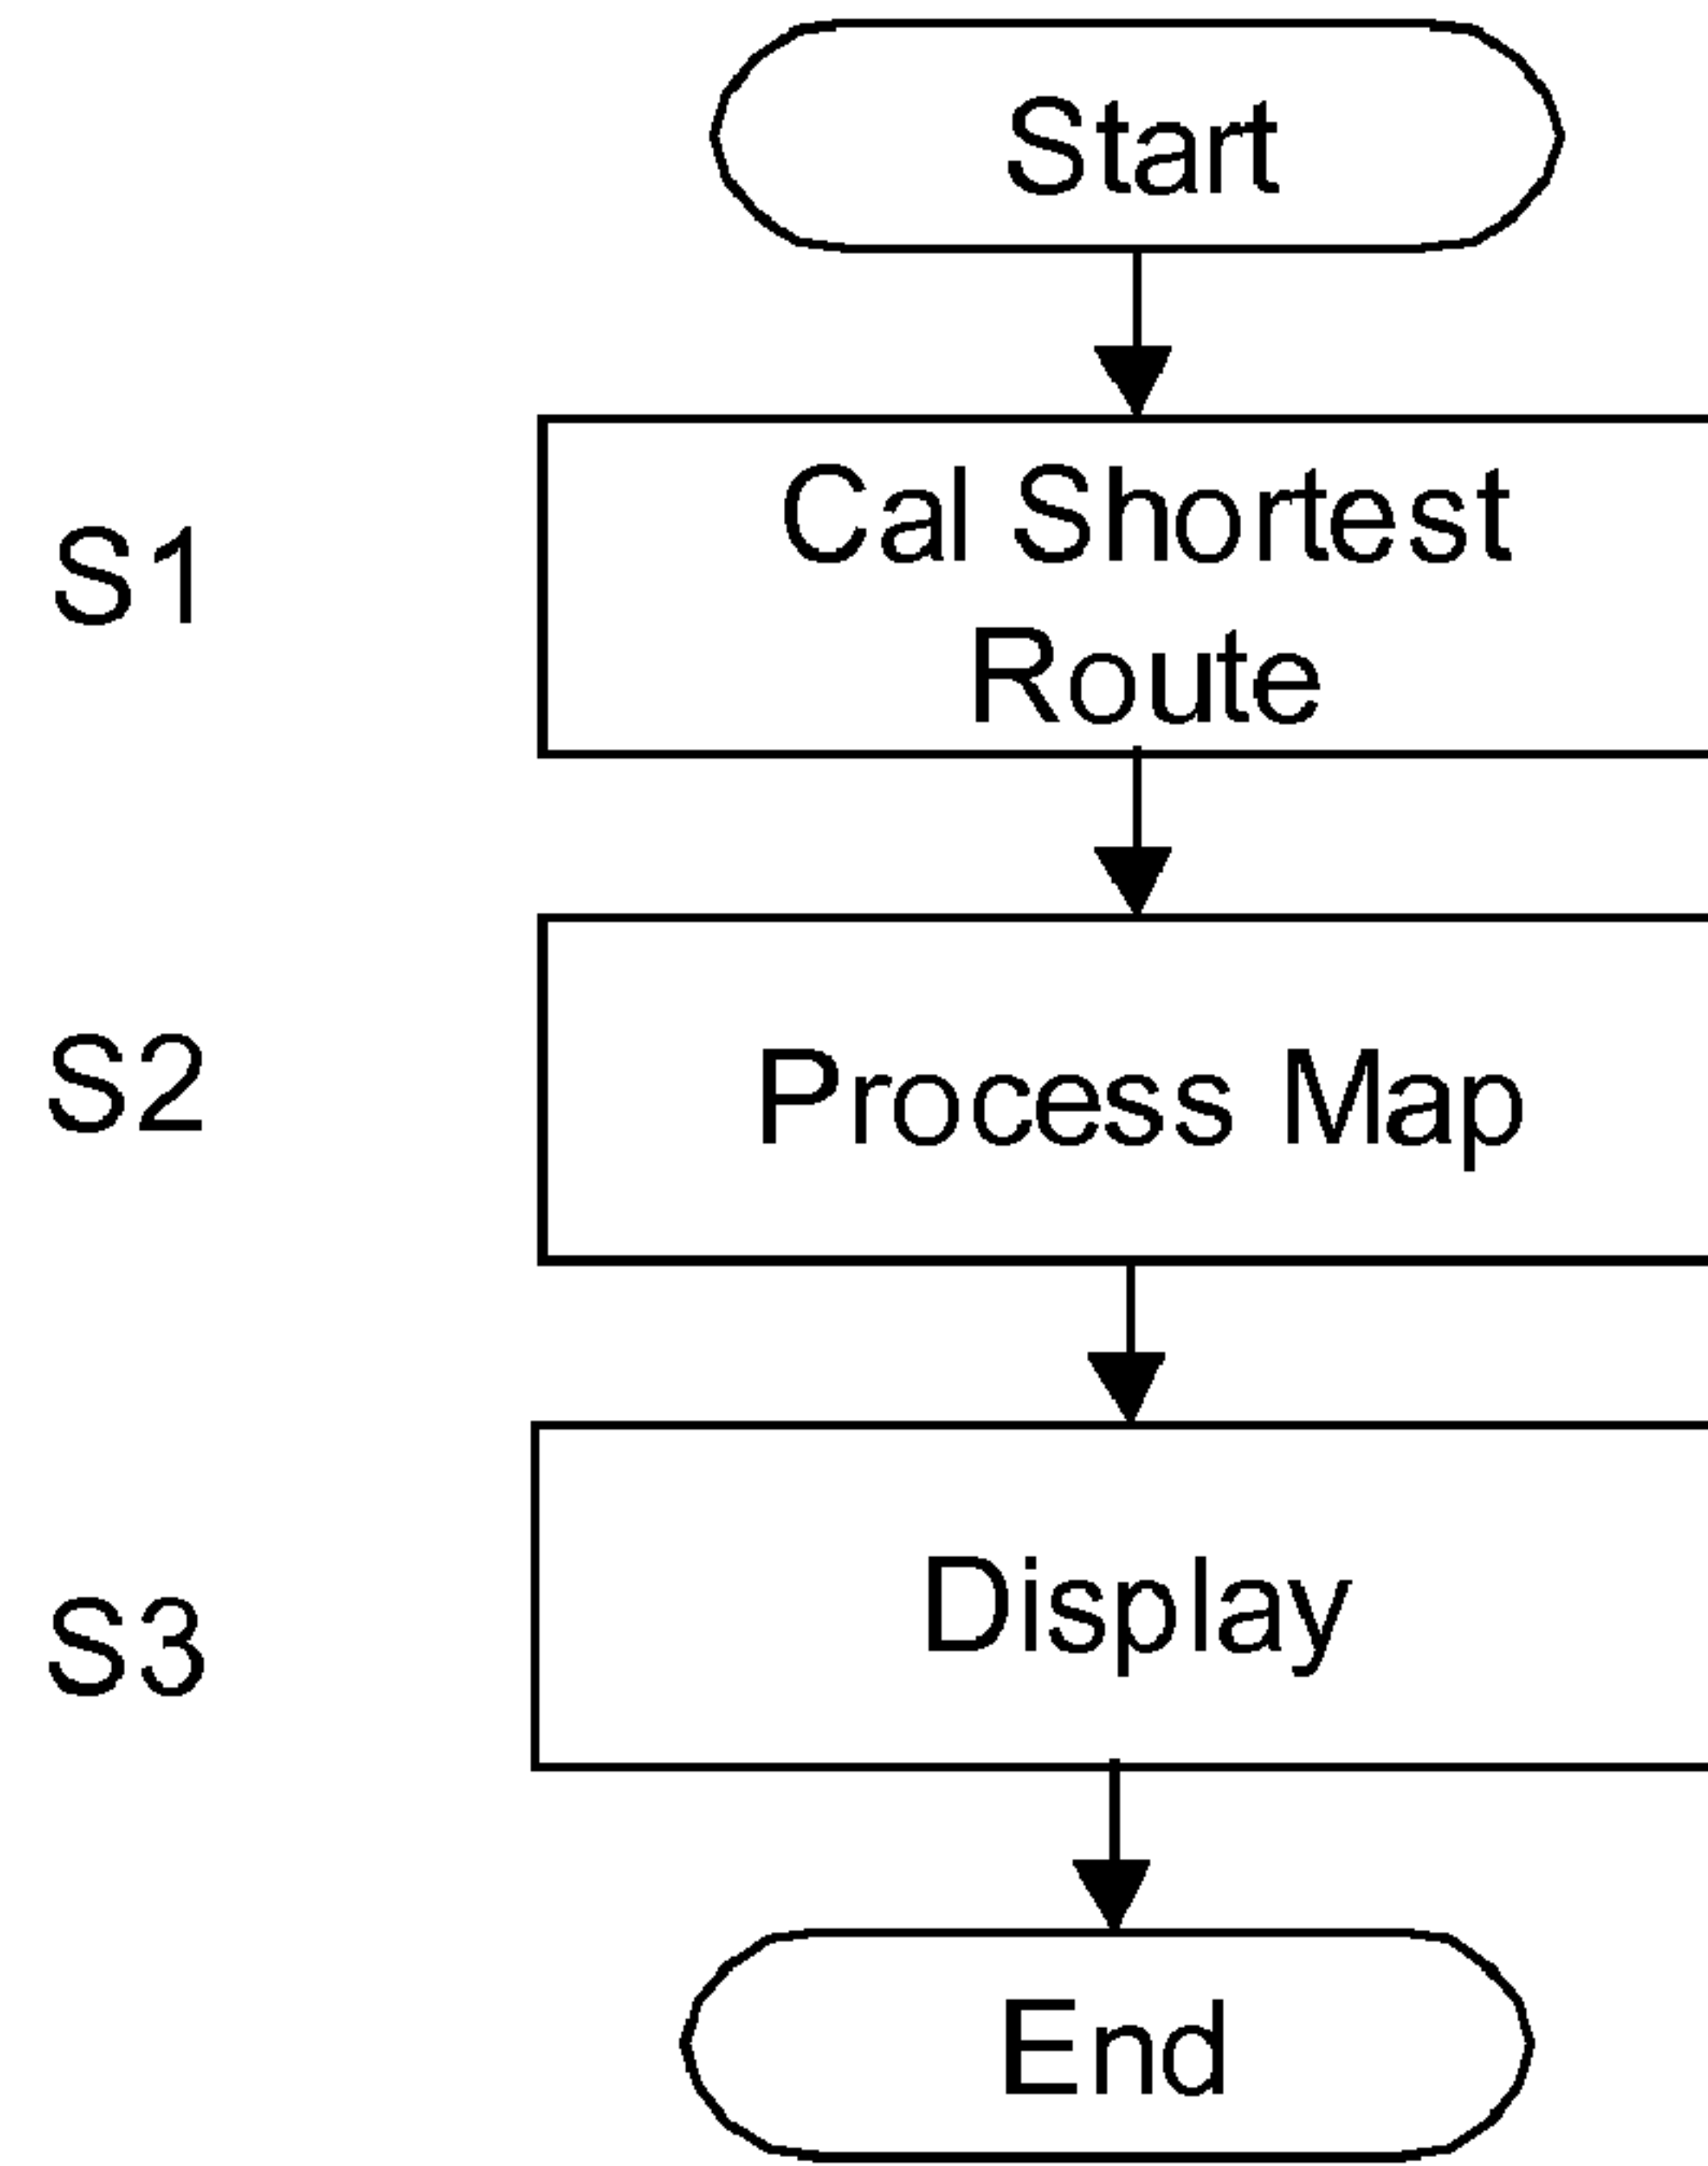 Start
S1
Cal Shortest
Route
S2
Process Map
S3
Display
End